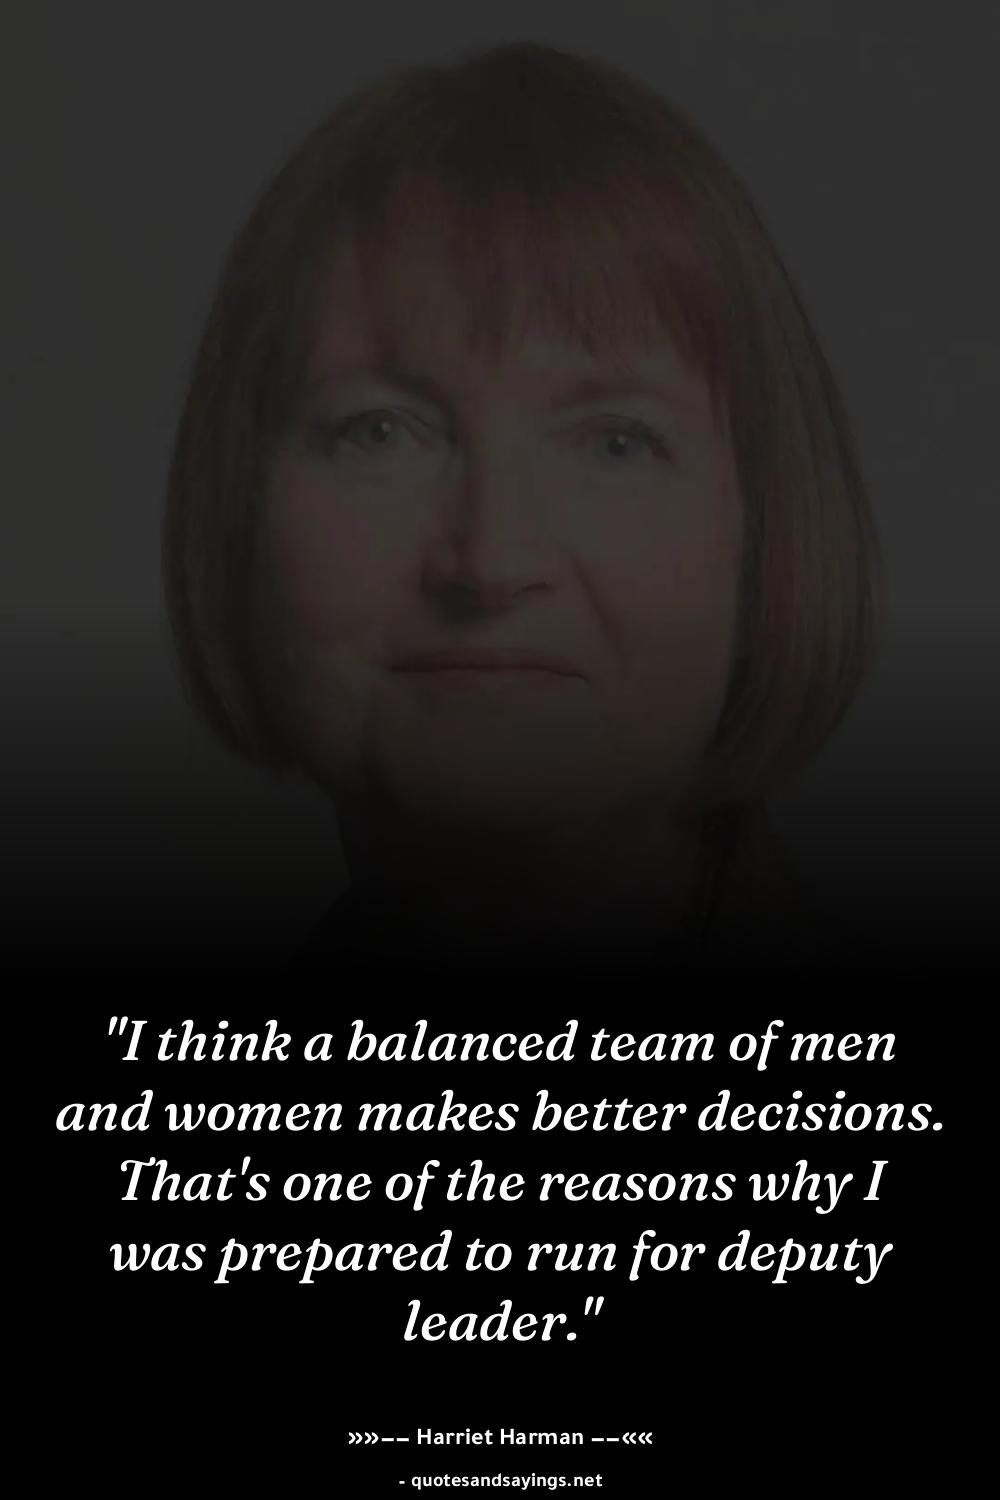 "I think a balanced team of men
and women makes better decisions.
That's one of the reasons why I
was prepared to run for deputy
leader."
»»–– Harriet Harman ––««
- quotesandsayings.net